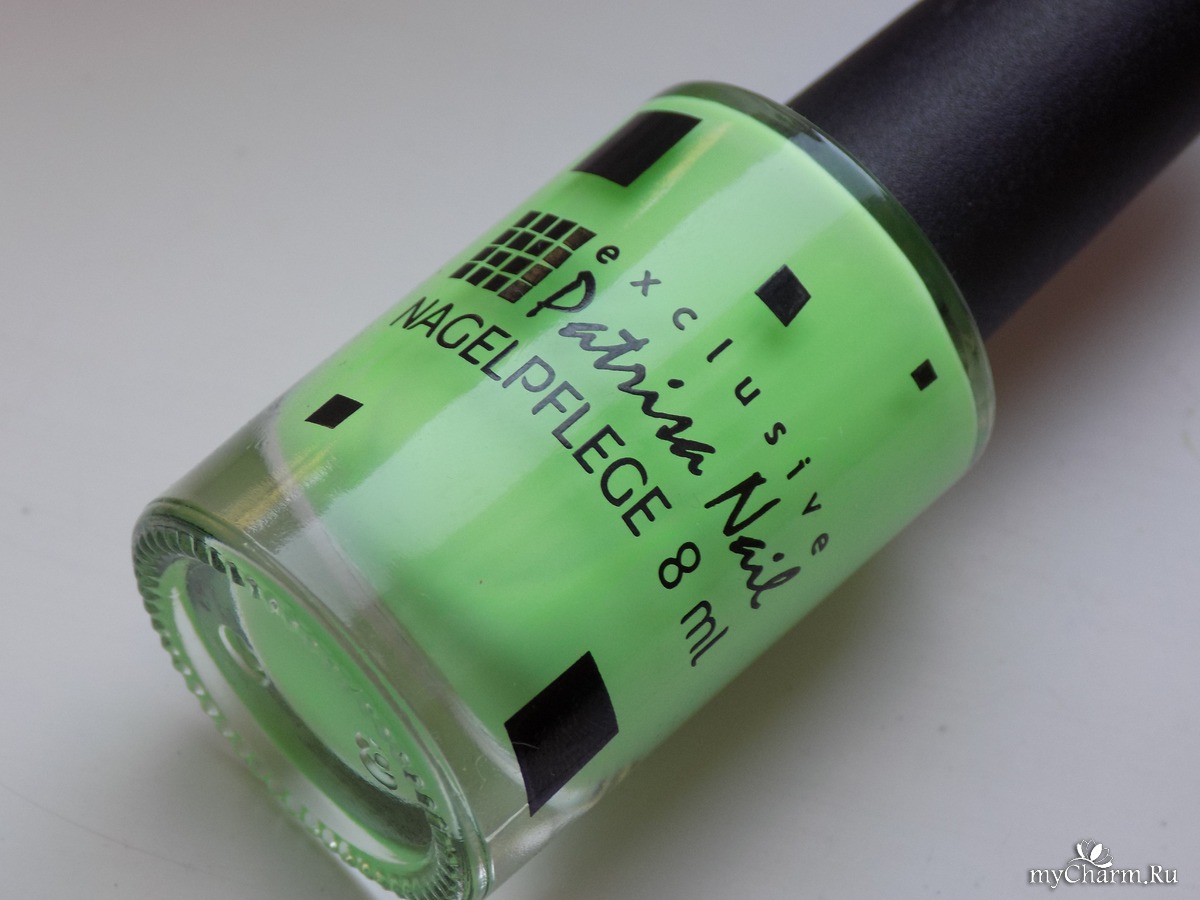 exclusive
Patrisa Nail
NAGELPFLEGE 8 ml
myCharm.Ru